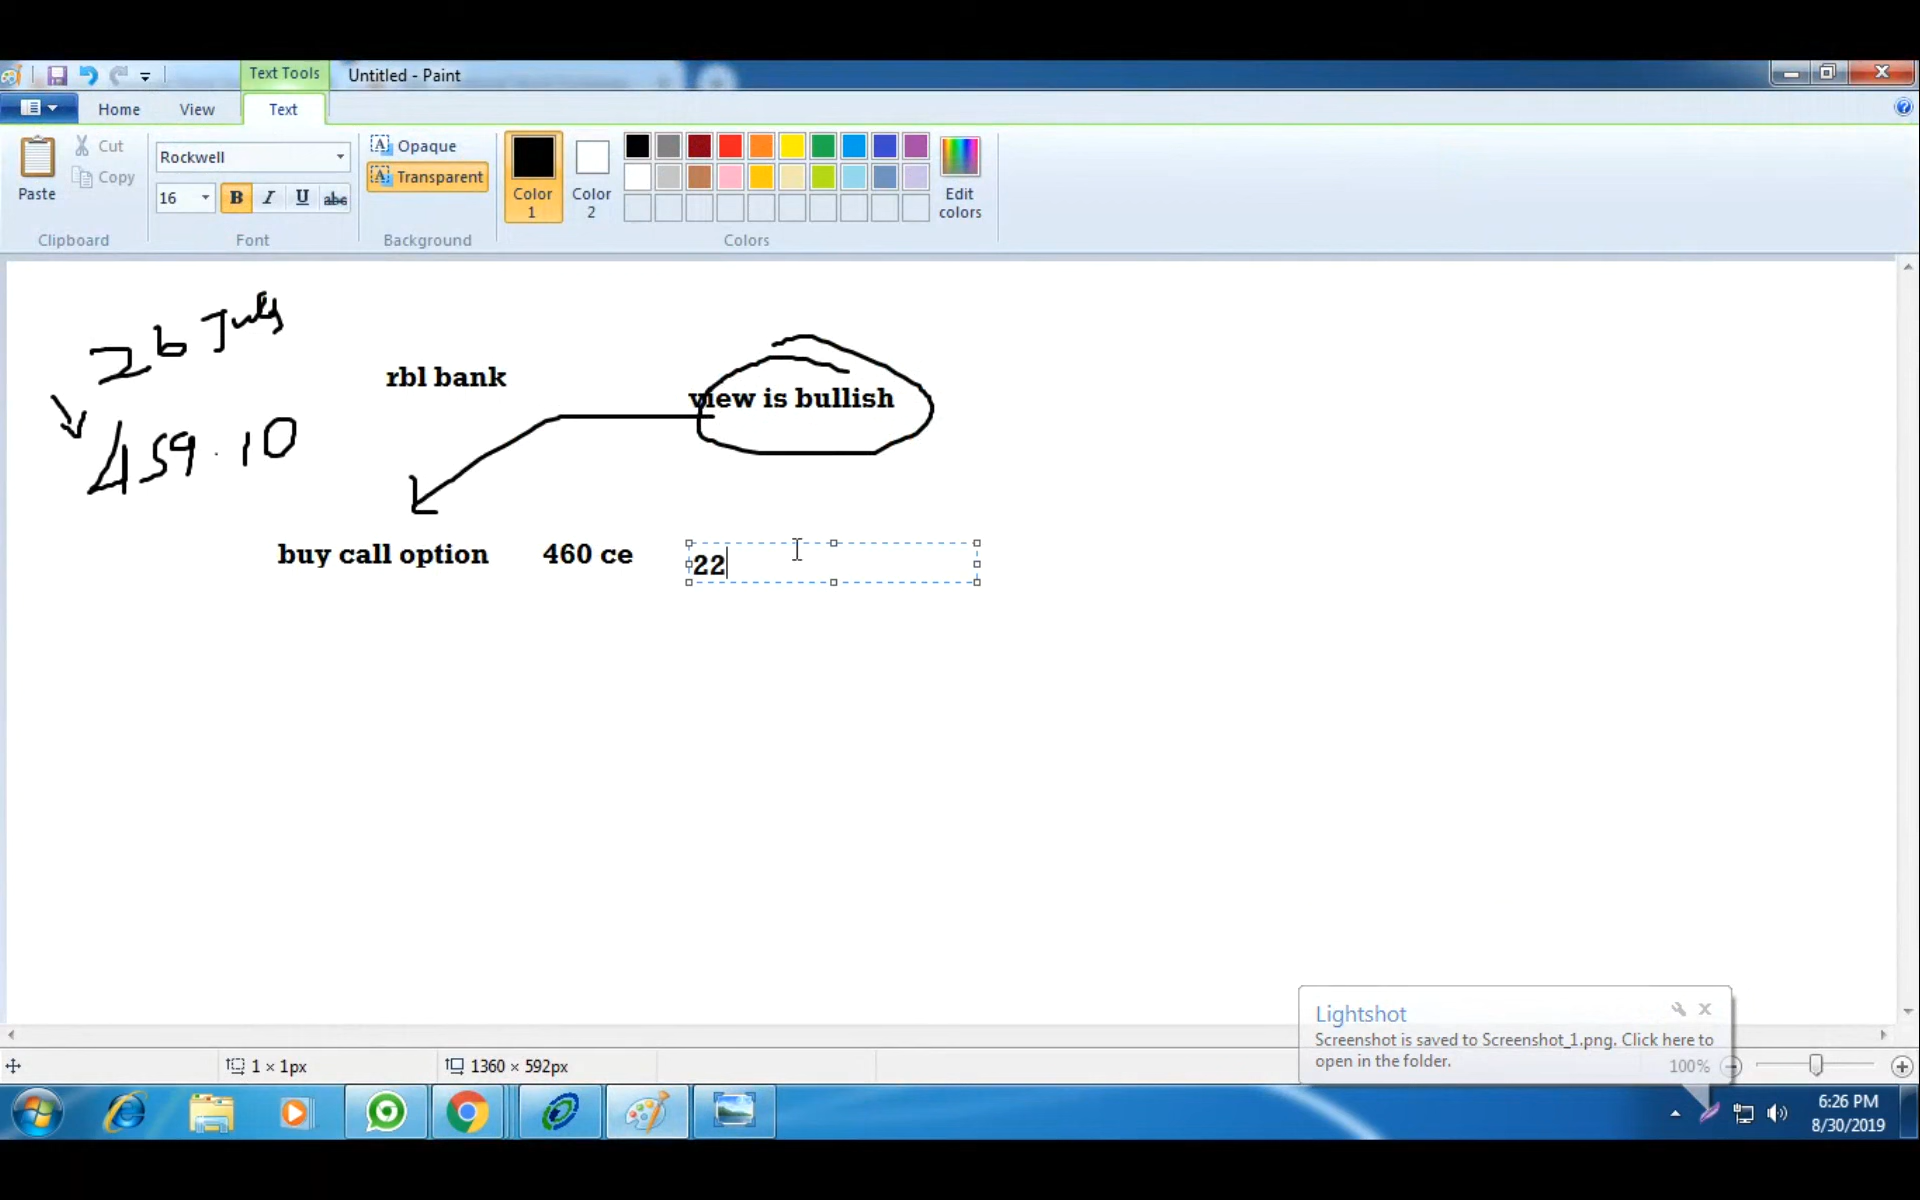 Text Tools
Untitled - Paint
Home
View
Text
Paste
Cut
Copy
Clipboard
Rockwell
16
B I U abc
Font
Opaque
Transparent
Background
Color 1
Color 2
Edit colors
Colors
26 July
459.10
rbl bank
view is bullish
buy call option
460 ce
22
Lightshot
Screenshot is saved to Screenshot_1.png. Click here to
open in the folder.
1 × 1px
1360 × 592px
100%
6:26 PM
8/30/2019